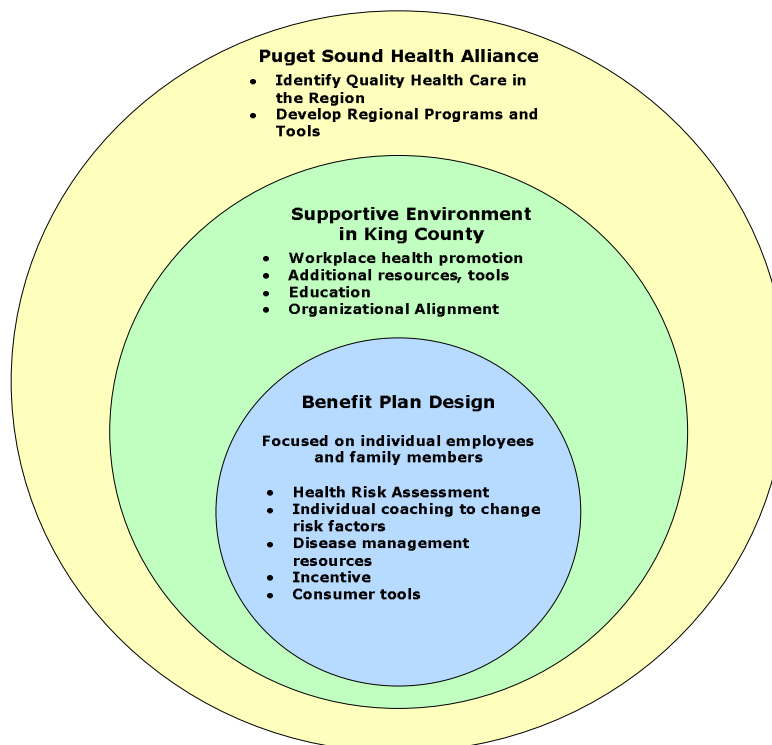 Puget Sound Health Alliance
• Identify Quality Health Care in
the Region
• Develop Regional Programs and
Tools
Supportive Environment
in King County
• Workplace health promotion
• Additional resources, tools
• Education
• Organizational Alignment
Benefit Plan Design
Focused on individual employees
and family members
• Health Risk Assessment
• Individual coaching to change
risk factors
• Disease management
resources
• Incentive
• Consumer tools